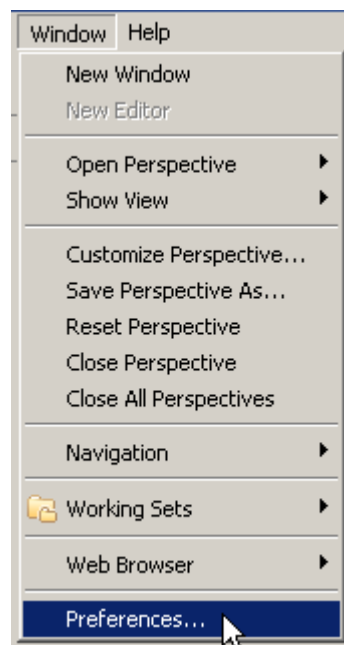 Window Help
New Window
New Editor
Open Perspective
Show View
Customize Perspective...
Save Perspective As...
Reset Perspective
Close Perspective
Close All Perspectives
Navigation
Working Sets
Web Browser
Preferences...